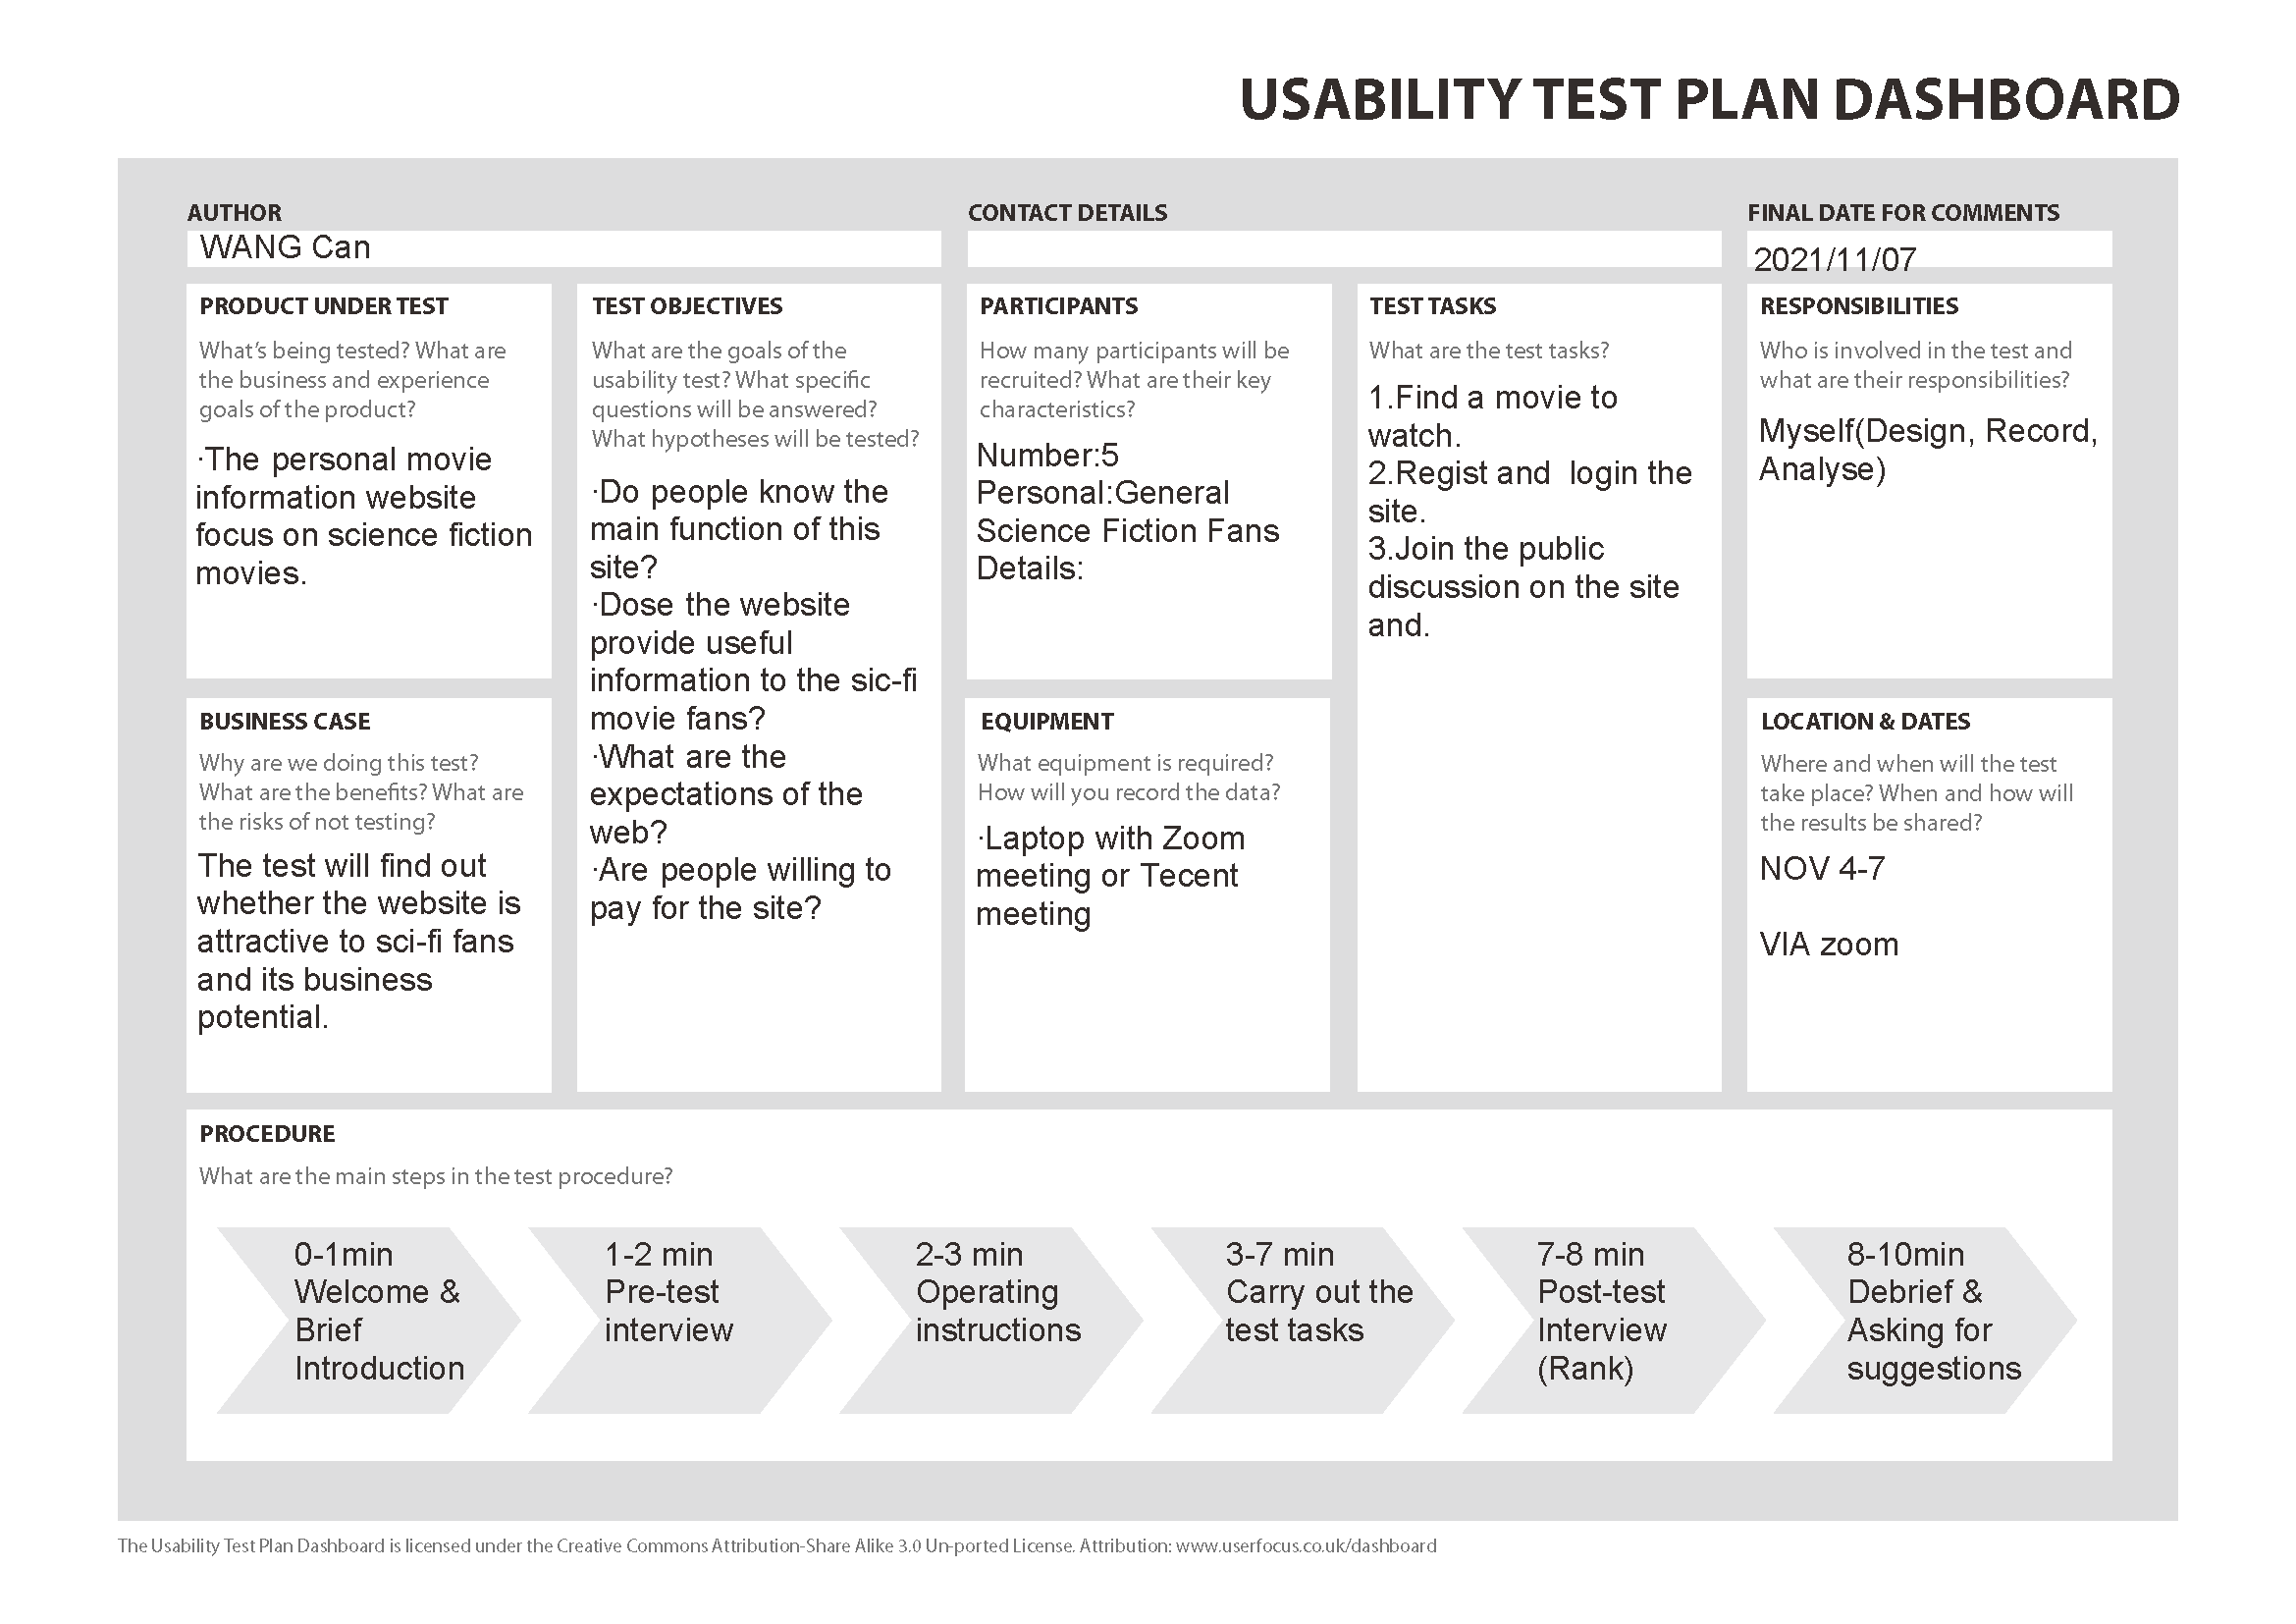 USABILITY TEST PLAN DASHBOARD
AUTHOR
WANG Can
CONTACT DETAILS
FINAL DATE FOR COMMENTS
2021/11/07
PRODUCT UNDER TEST
What's being tested? What are
the business and experience
goals of the product?
·The personal movie
information website
focus on science fiction
movies.
BUSINESS CASE
Why are we doing this test?
What are the benefits? What are
the risks of not testing?
The test will find out
whether the website is
attractive to sci-fi fans
and its business
potential.
TEST OBJECTIVES
What are the goals of the
usability test? What specific
questions will be answered?
What hypotheses will be tested?
·Do people know the
main function of this
site?
·Dose the website
provide useful
information to the sic-fi
movie fans?
·What are the
expectations of the
web?
·Are people willing to
pay for the site?
PARTICIPANTS
How many participants will be
recruited? What are their key
characteristics?
Number:5
Personal:General
Science Fiction Fans
Details:
EQUIPMENT
What equipment is required?
How will you record the data?
·Laptop with Zoom
meeting or Tecent
meeting
TEST TASKS
What are the test tasks?
1.Find a movie to
watch.
2.Regist and  login the
site.
3.Join the public
discussion on the site
and.
RESPONSIBILITIES
Who is involved in the test and
what are their responsibilities?
Myself(Design, Record,
Analyse)
LOCATION & DATES
Where and when will the test
take place? When and how will
the results be shared?
NOV 4-7
VIA zoom
PROCEDURE
What are the main steps in the test procedure?
0-1min
Welcome &
Brief
Introduction
1-2 min
Pre-test
interview
2-3 min
Operating
instructions
3-7 min
Carry out the
test tasks
7-8 min
Post-test
Interview
(Rank)
8-10min
Debrief &
Asking for
suggestions
The Usability Test Plan Dashboard is licensed under the Creative Commons Attribution-Share Alike 3.0 Un-ported License. Attribution: www.userfocus.co.uk/dashboard